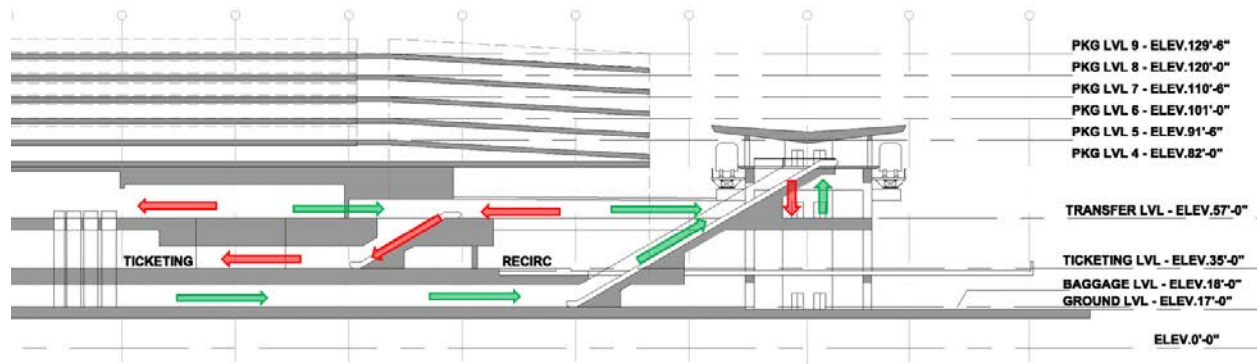 PKG LVL 9 - ELEV.129'-6"
PKG LVL 8 - ELEV.120'-0"
PKG LVL 7 - ELEV.110'-6"
PKG LVL 6 - ELEV.101'-0"
PKG LVL 5 - ELEV.91'-6"
PKG LVL 4 - ELEV.82'-0"
TRANSFER LVL - ELEV.57'-0"
TICKETING
RECIRC
TICKETING LVL - ELEV.35'-0"
BAGGAGE LVL - ELEV.18'-0"
GROUND LVL - ELEV.17'-0"
ELEV.0'-0"